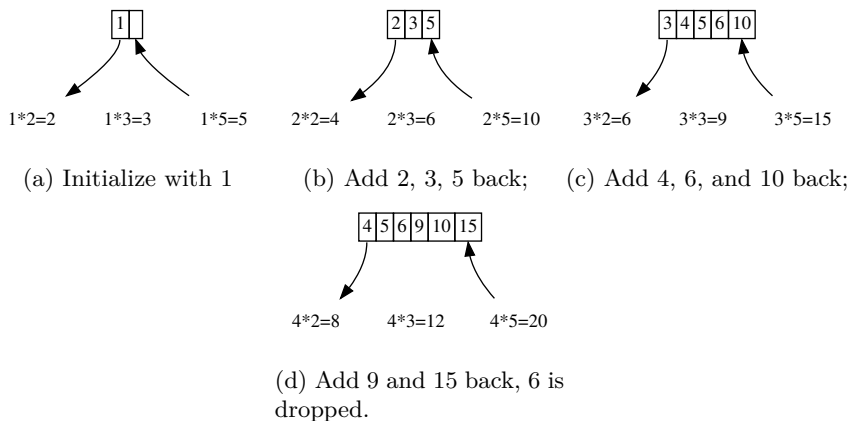 1
2 3 5
3 4 5 6 10
1*2=2 1*3=3 1*5=5
2*2=4 2*3=6 2*5=10
3*2=6 3*3=9 3*5=15
(a) Initialize with 1
(b) Add 2, 3, 5 back;
(c) Add 4, 6, and 10 back;
4 5 6 9 10 15
4*2=8 4*3=12 4*5=20
(d) Add 9 and 15 back, 6 is
dropped.